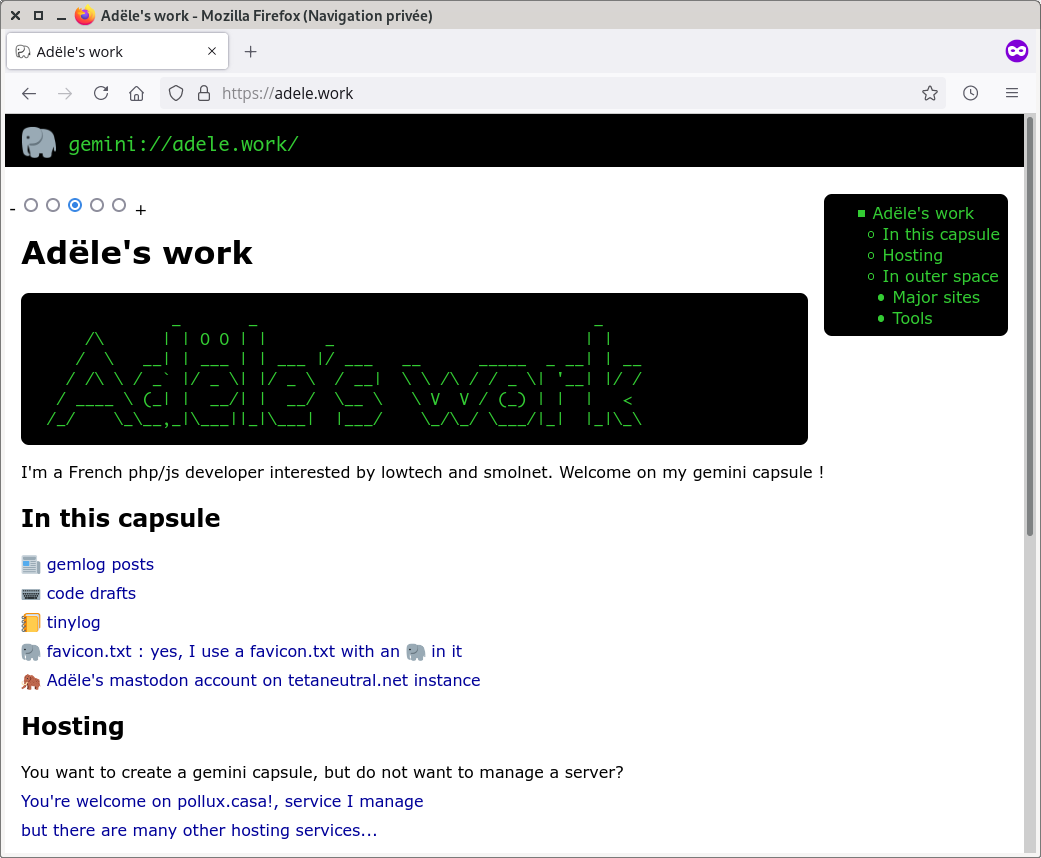 Adële's work - Mozilla Firefox (Navigation privée)
Adële's work
https://adele.work
gemini://adele.work/
- +
Adële's work
In this capsule
Hosting
In outer space
Major sites
Tools
Adële's work
Adële's work
I'm a French php/js developer interested by lowtech and smolnet. Welcome on my gemini capsule !
In this capsule
gemlog posts
code drafts
tinylog
favicon.txt : yes, I use a favicon.txt with an 🐘 in it
Adële's mastodon account on tetaneutral.net instance
Hosting
You want to create a gemini capsule, but do not want to manage a server?
You're welcome on pollux.casa!, service I manage
but there are many other hosting services...